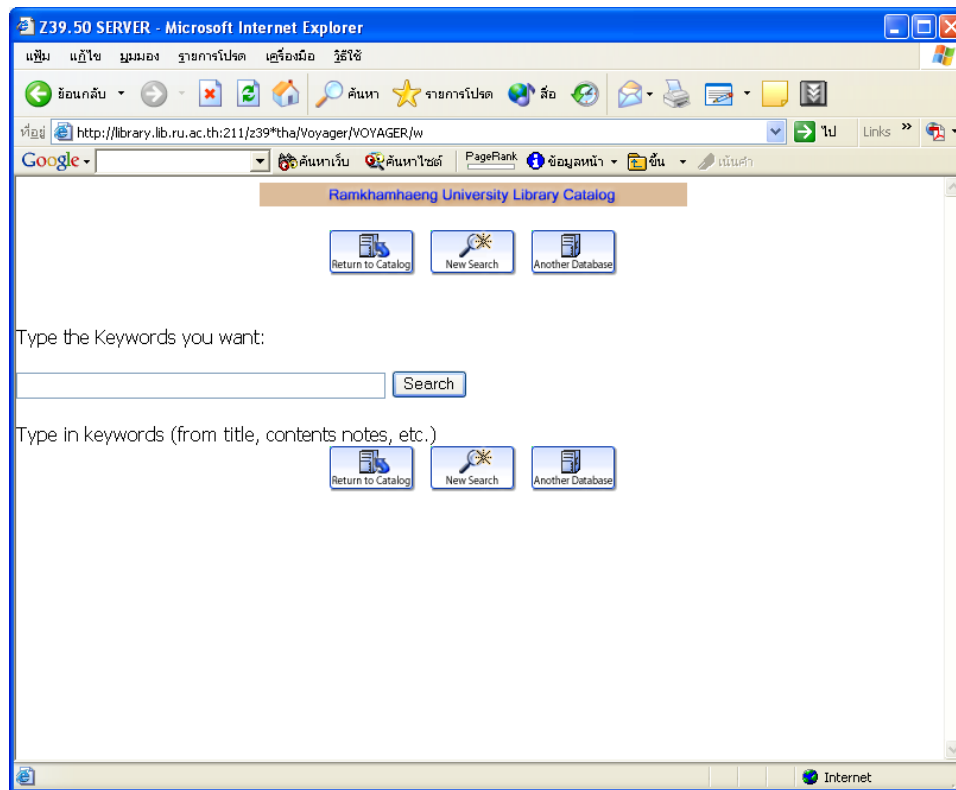 Z39.50 SERVER - Microsoft Internet Explorer
แฟ้ม แก้ไข มุมมอง รายการโปรด เครื่องมือ วิธีใช้
ย้อนกลับ ค้นหา รายการโปรด สื่อ
ที่อยู่ http://library.lib.ru.ac.th:211/z39*tha/Voyager/VOYAGER/w ไป Links »
Google ค้นหาเว็บ ค้นหาไซต์ PageRank ข้อมูลหน้า ขึ้น เน้นคำ
Ramkhamhaeng University Library Catalog
Return to Catalog New Search Another Database
Type the Keywords you want:
Search
Type in keywords (from title, contents notes, etc.)
Return to Catalog New Search Another Database
Internet